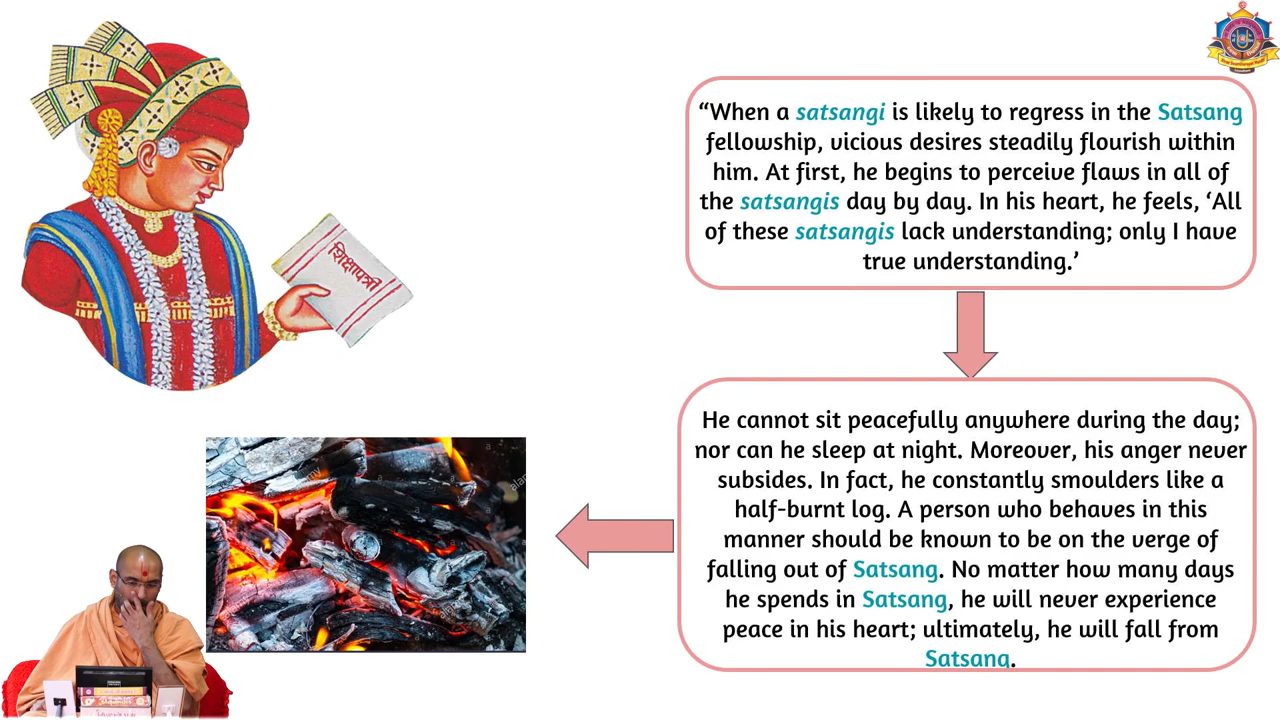 “When a satsangi is likely to regress in the Satsang
fellowship, vicious desires steadily flourish within
him. At first, he begins to perceive flaws in all of
the satsangis day by day. In his heart, he feels, ‘All
of these satsangis lack understanding; only I have
true understanding.’
शिक्षापत्री
He cannot sit peacefully anywhere during the day;
nor can he sleep at night. Moreover, his anger never
subsides. In fact, he constantly smoulders like a
half-burnt log. A person who behaves in this
manner should be known to be on the verge of
falling out of Satsang. No matter how many days
he spends in Satsang, he will never experience
peace in his heart; ultimately, he will fall from
Satsang.